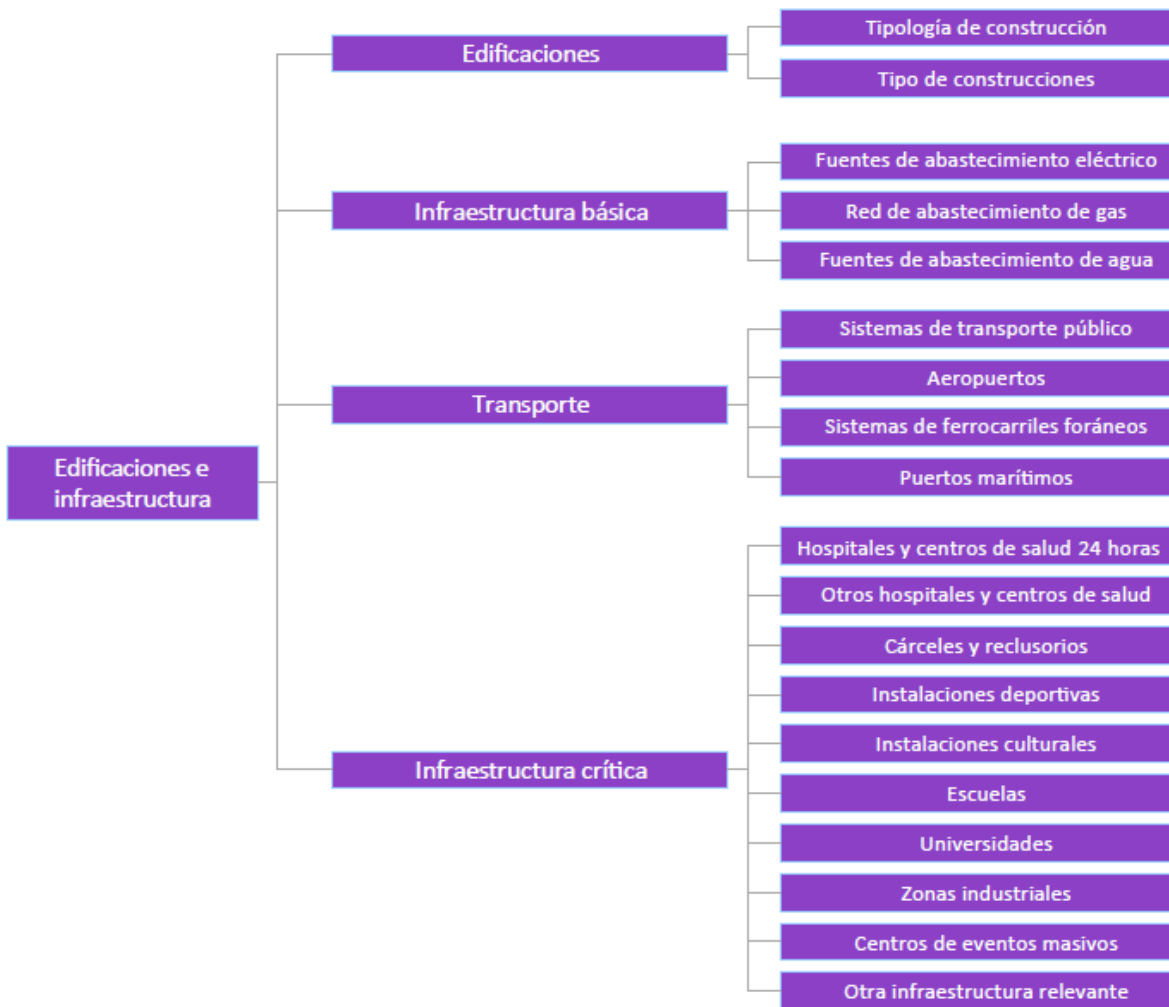 Edificaciones e
infraestructura
Edificaciones
Tipología de construcción
Tipo de construcciones
Infraestructura básica
Fuentes de abastecimiento eléctrico
Red de abastecimiento de gas
Fuentes de abastecimiento de agua
Transporte
Sistemas de transporte público
Aeropuertos
Sistemas de ferrocarriles foráneos
Puertos marítimos
Infraestructura crítica
Hospitales y centros de salud 24 horas
Otros hospitales y centros de salud
Cárceles y reclusorios
Instalaciones deportivas
Instalaciones culturales
Escuelas
Universidades
Zonas industriales
Centros de eventos masivos
Otra infraestructura relevante